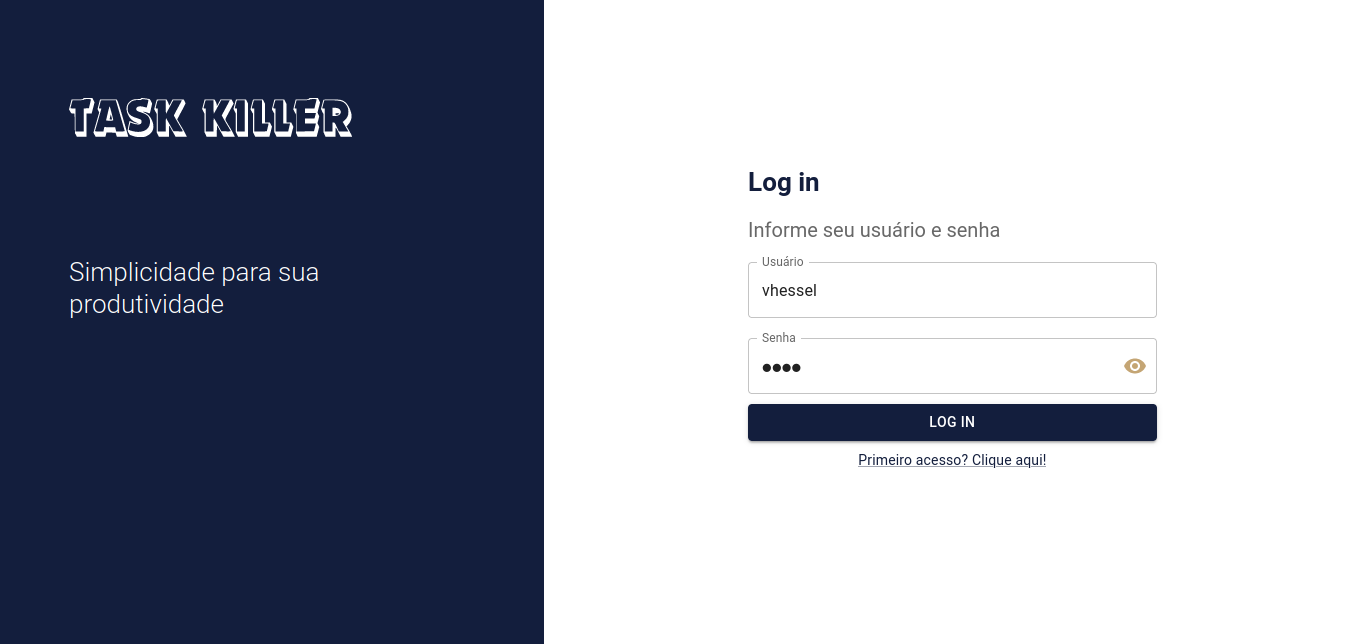 TASK KILLER
Simplicidade para sua
produtividade
Log in
Informe seu usuário e senha
Usuário
vhessel
Senha
••••
LOG IN
Primeiro acesso? Clique aqui!